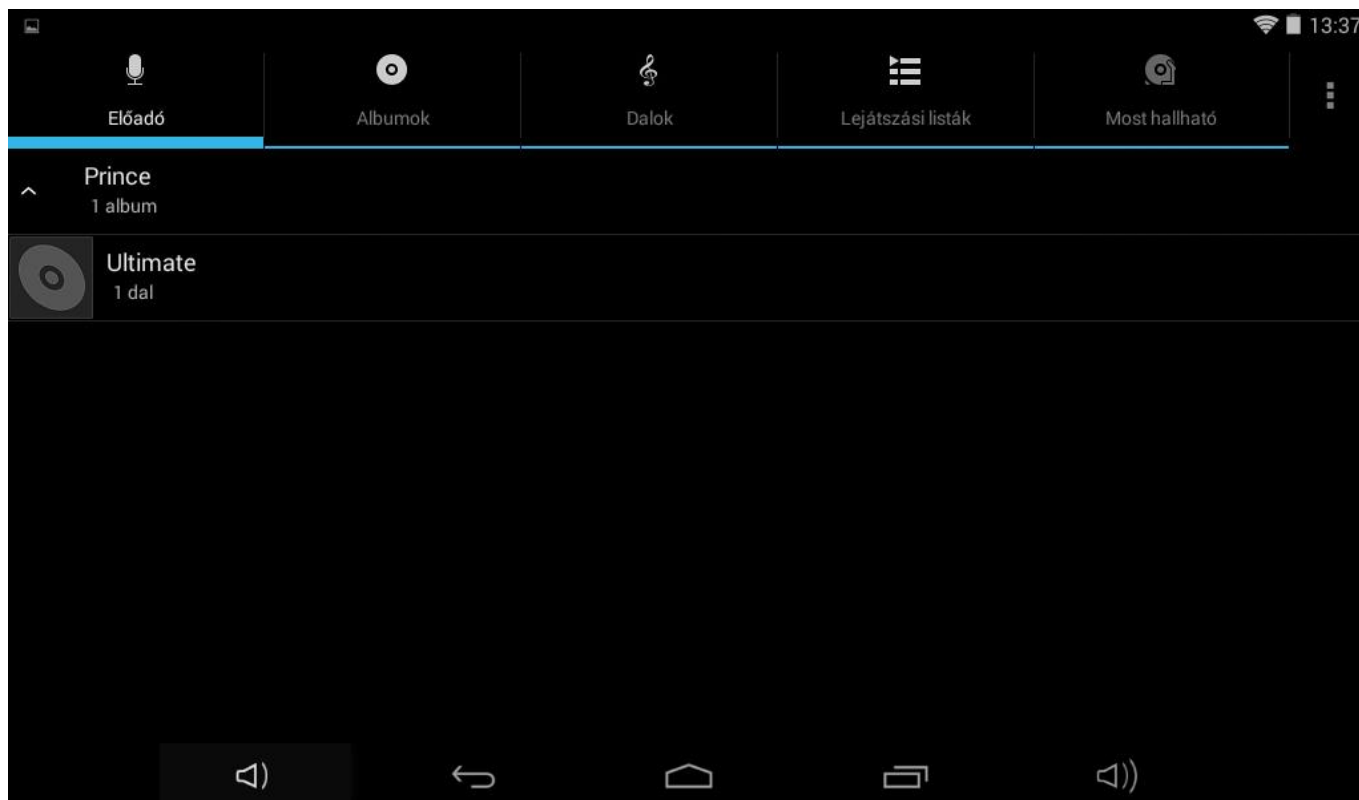 13:37
Előadó
Albumok
Dalok
Lejátszási listák
Most hallható
Prince
1 album
Ultimate
1 dal